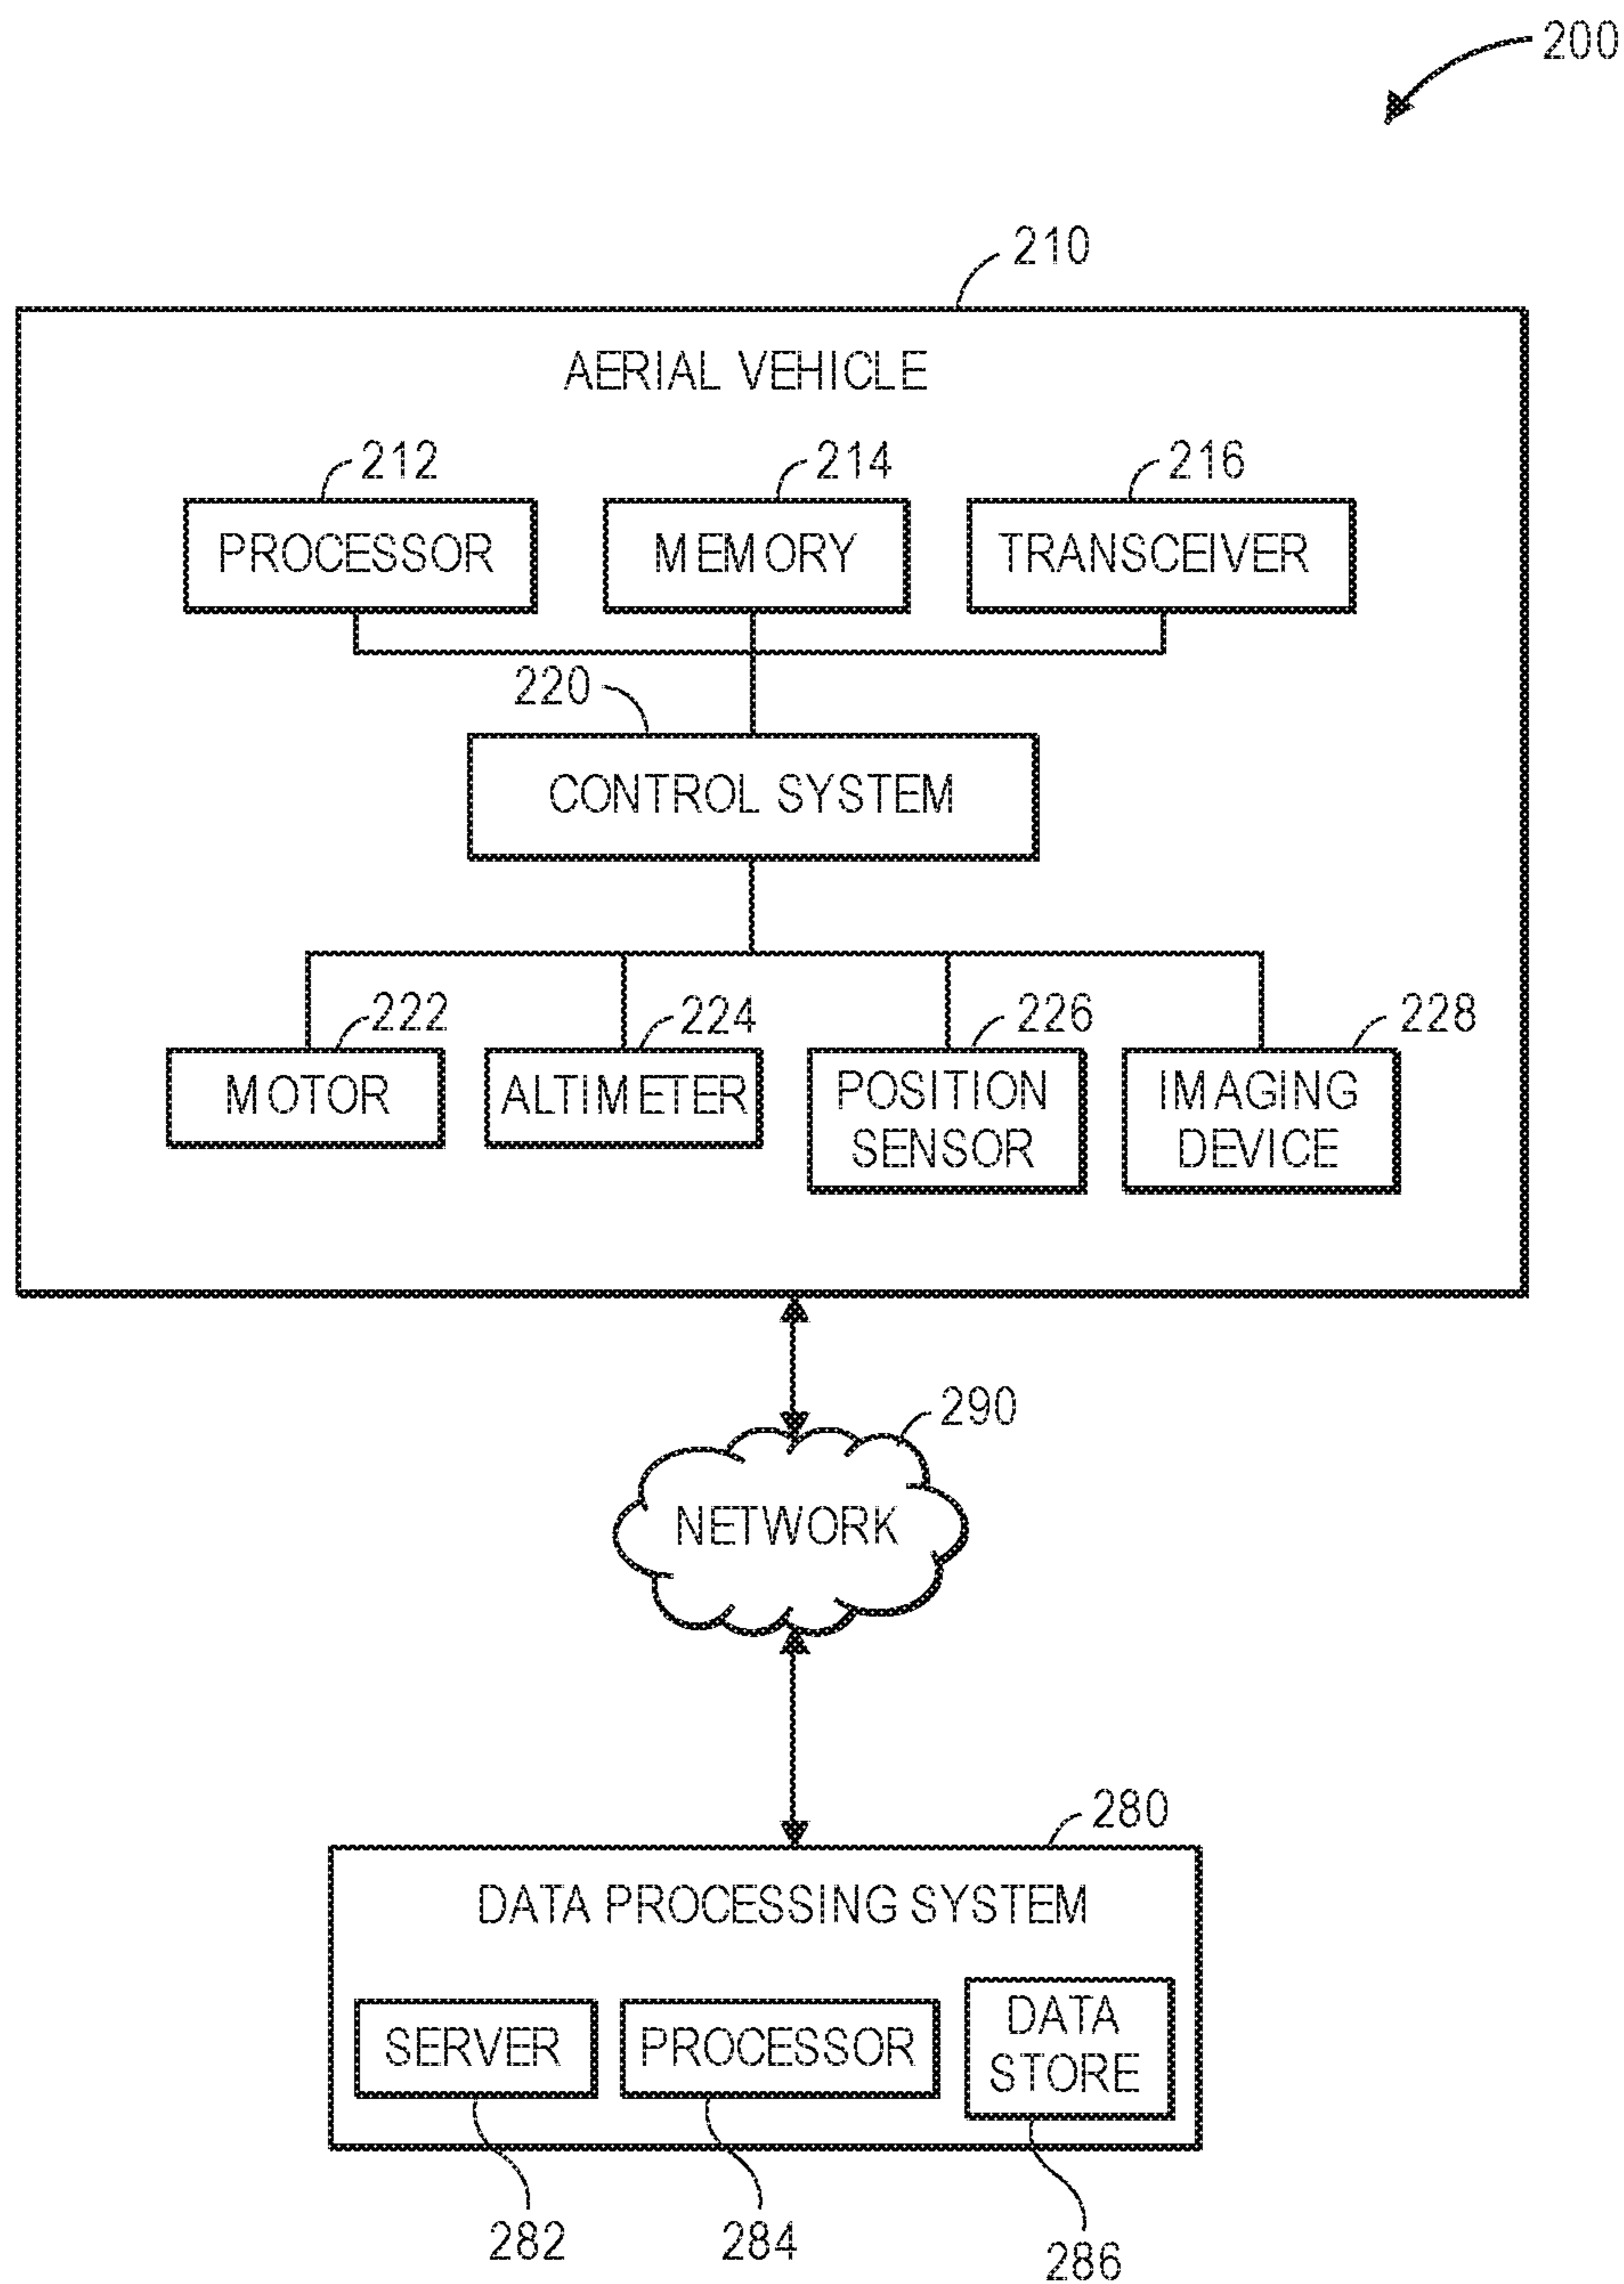 200
210
AERIAL VEHICLE
212
214
216
PROCESSOR
MEMORY
TRANSCEIVER
220
CONTROL SYSTEM
222
224
226
228
MOTOR
ALTIMETER
POSITION
SENSOR
IMAGING
DEVICE
290
NETWORK
280
DATA PROCESSING SYSTEM
SERVER
PROCESSOR
DATA
STORE
282
284
286